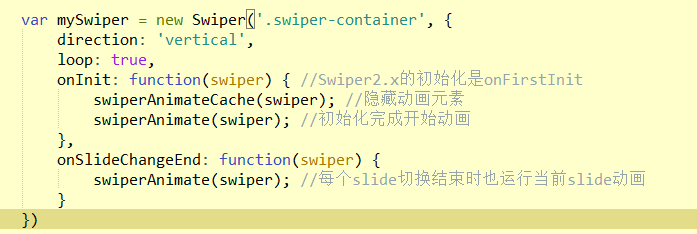 var mySwiper = new Swiper('.swiper-container', {
    direction: 'vertical',
    loop: true,
    onInit: function(swiper) { //Swiper2.x的初始化是onFirstInit
        swiperAnimateCache(swiper); //隐藏动画元素
        swiperAnimate(swiper); //初始化完成开始动画
    },
    onSlideChangeEnd: function(swiper) {
        swiperAnimate(swiper); //每个slide切换结束时也运行当前slide动画
    }
})